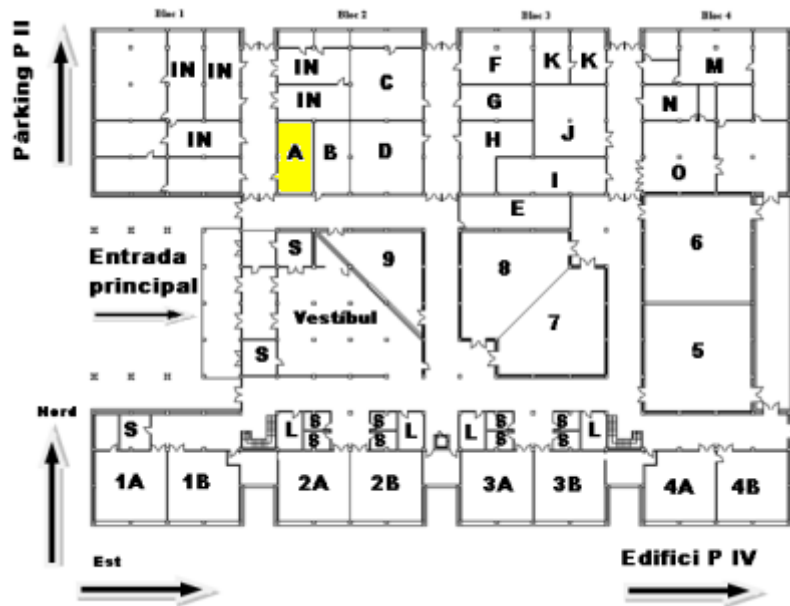 Bloc 1 Bloc 2 Bloc 3 Bloc 4
Párking P II
IN IN IN F K K M
C
IN G N
IN A B D H J O
I
E
S 9 8 6
Entrada
principal
Vestíbul 7 5
S
Nord
S L S S L L S S L
S S S S
1A 1B 2A 2B 3A 3B 4A 4B
Est
Edifici P IV